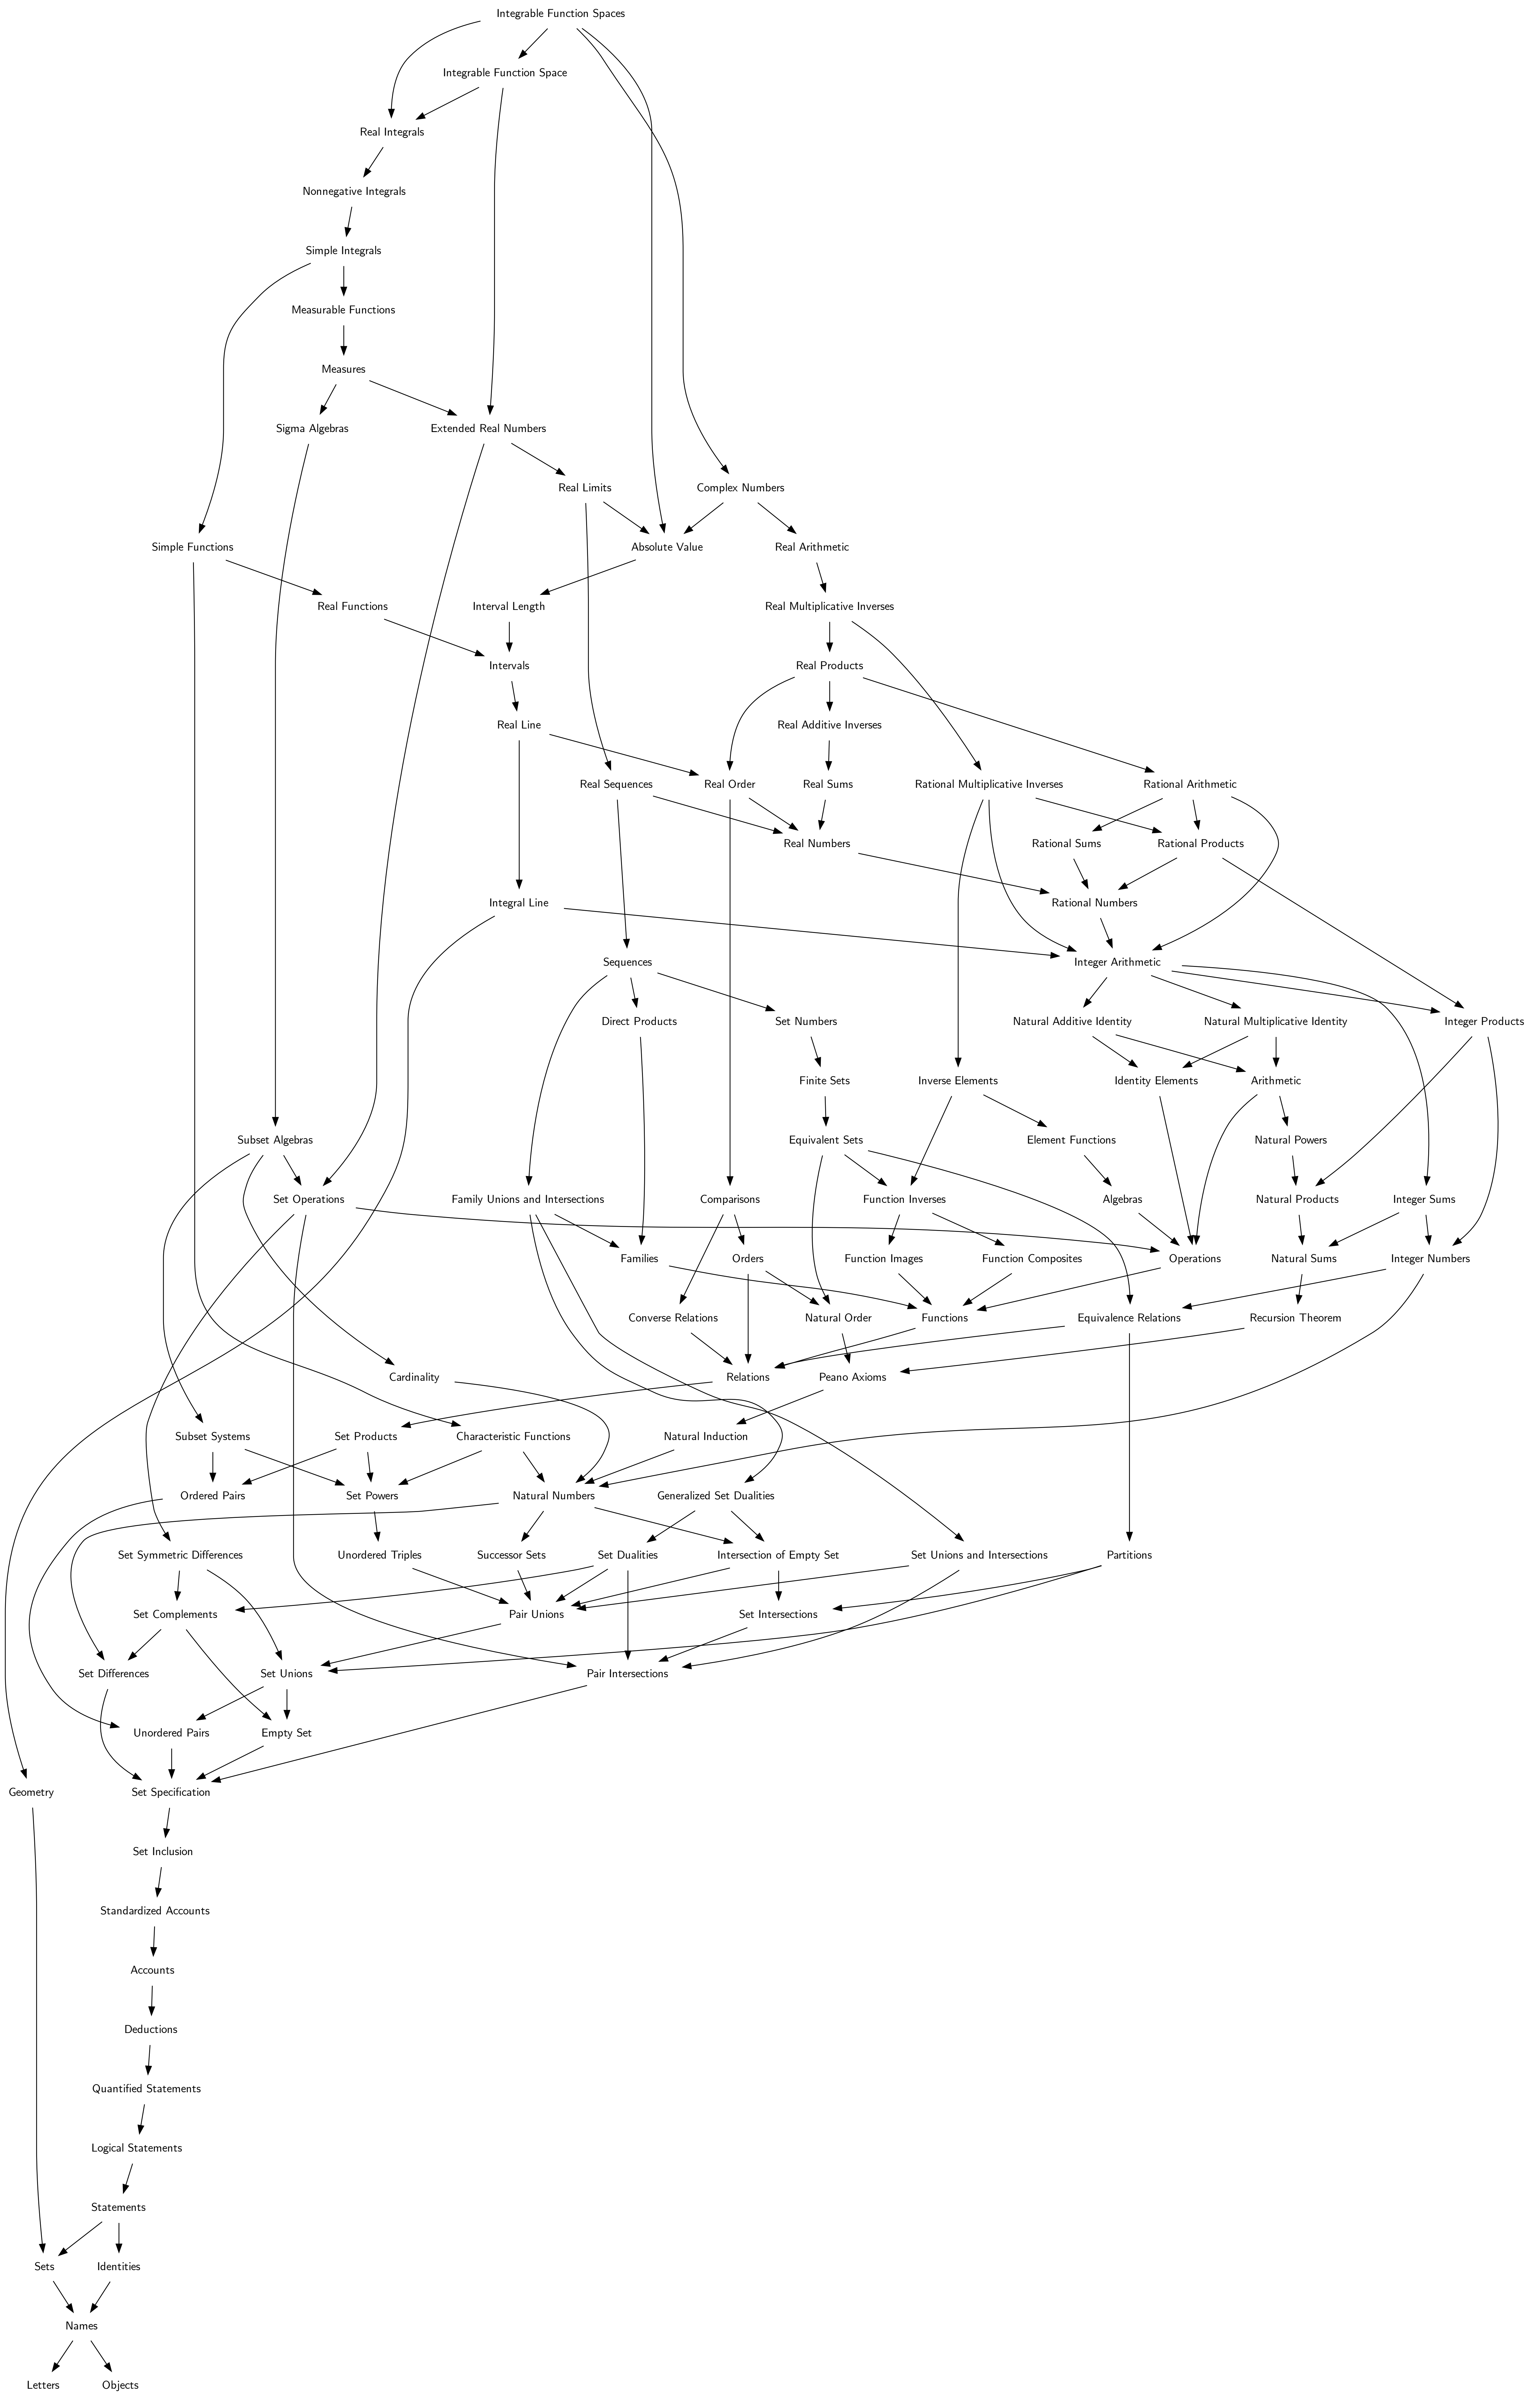 Integrable Function Spaces
Integrable Function Space
Real Integrals
Nonnegative Integrals
Simple Integrals
Measurable Functions
Measures
Sigma Algebras
Extended Real Numbers
Real Limits
Complex Numbers
Simple Functions
Absolute Value
Real Arithmetic
Real Functions
Interval Length
Real Multiplicative Inverses
Intervals
Real Products
Real Line
Real Additive Inverses
Real Sequences
Real Order
Real Sums
Rational Multiplicative Inverses
Rational Arithmetic
Real Numbers
Rational Sums
Rational Products
Integral Line
Rational Numbers
Sequences
Integer Arithmetic
Direct Products
Set Numbers
Natural Additive Identity
Natural Multiplicative Identity
Integer Products
Finite Sets
Inverse Elements
Identity Elements
Arithmetic
Subset Algebras
Equivalent Sets
Element Functions
Natural Powers
Set Operations
Family Unions and Intersections
Comparisons
Function Inverses
Algebras
Natural Products
Integer Sums
Families
Orders
Function Images
Function Composites
Operations
Natural Sums
Integer Numbers
Converse Relations
Natural Order
Functions
Equivalence Relations
Recursion Theorem
Cardinality
Relations
Peano Axioms
Subset Systems
Set Products
Characteristic Functions
Natural Induction
Ordered Pairs
Set Powers
Natural Numbers
Generalized Set Dualities
Set Symmetric Differences
Unordered Triples
Successor Sets
Set Dualities
Intersection of Empty Set
Set Unions and Intersections
Partitions
Set Complements
Pair Unions
Set Intersections
Set Differences
Set Unions
Pair Intersections
Unordered Pairs
Empty Set
Geometry
Set Specification
Set Inclusion
Standardized Accounts
Accounts
Deductions
Quantified Statements
Logical Statements
Statements
Sets
Identities
Names
Letters
Objects